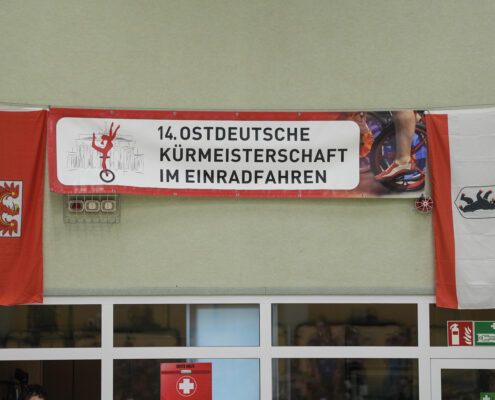 14. OSTDEUTSCHE
KÜRMEISTERSCHAFT
IM EINRADFAHREN